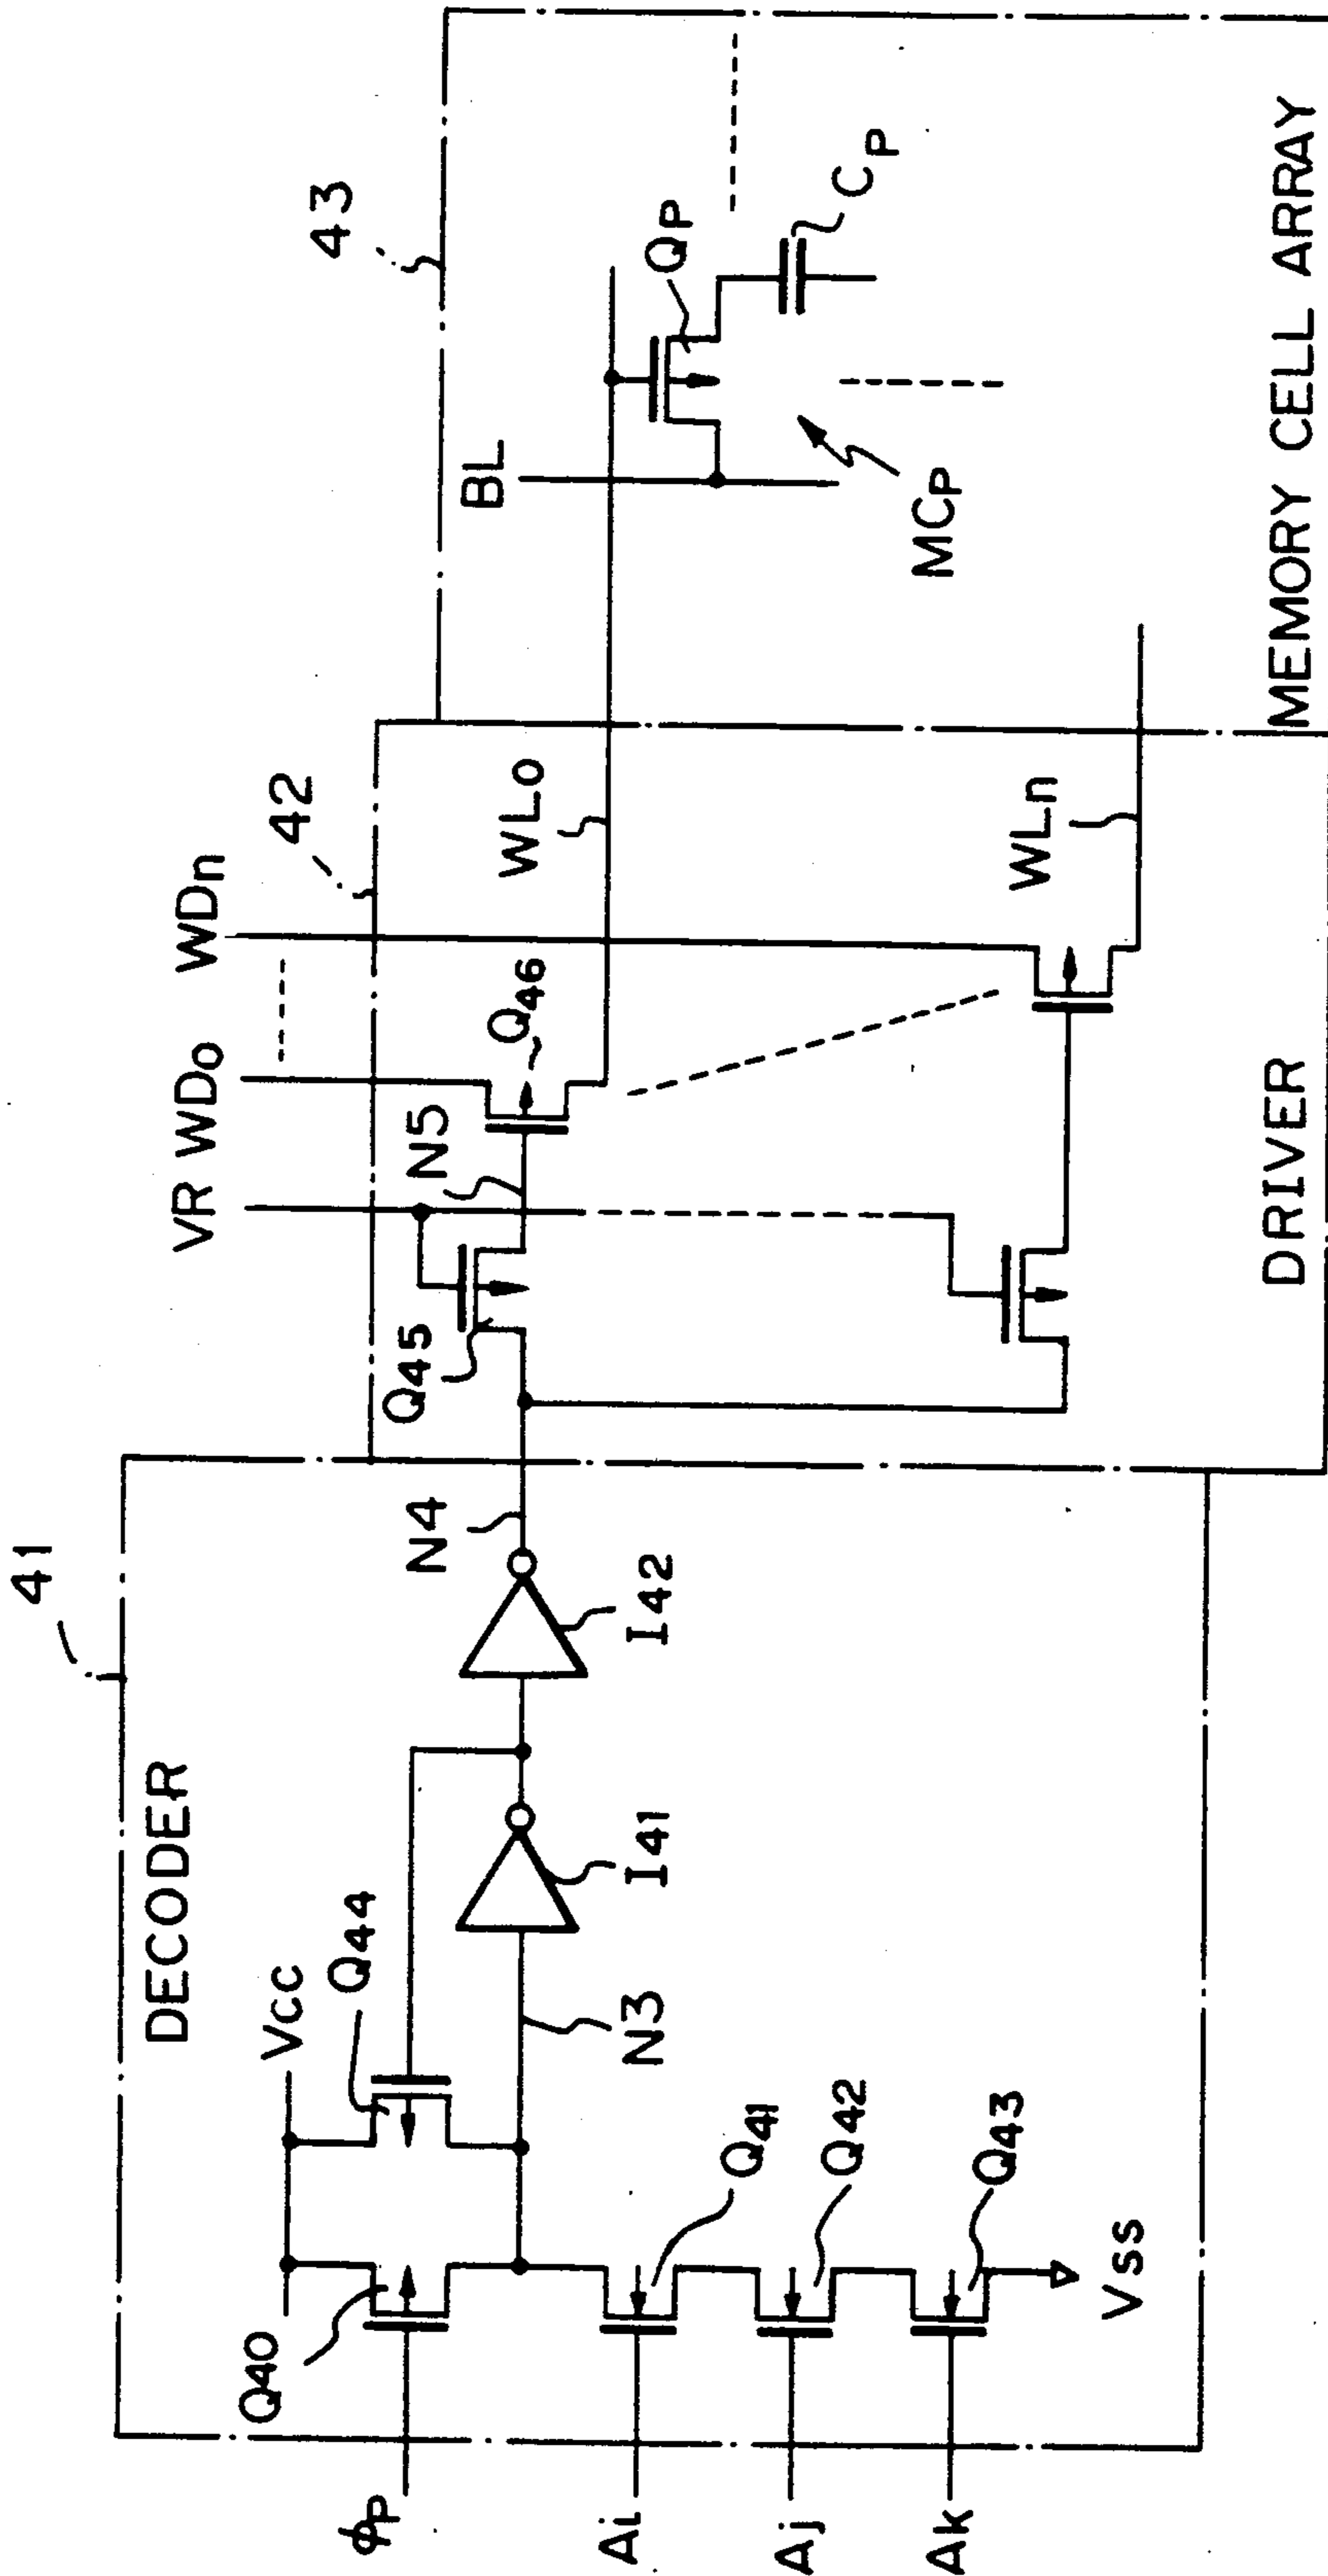 41
DECODER
Vcc
Q40
Q44
φP
N3
I41
I42
N4
Ai
Q41
Aj
Q42
Ak
Q43
Vss
VR
WD0
WDn
42
Q45
N5
Q46
WL0
WLn
DRIVER
43
BL
QP
CP
MCP
MEMORY CELL ARRAY